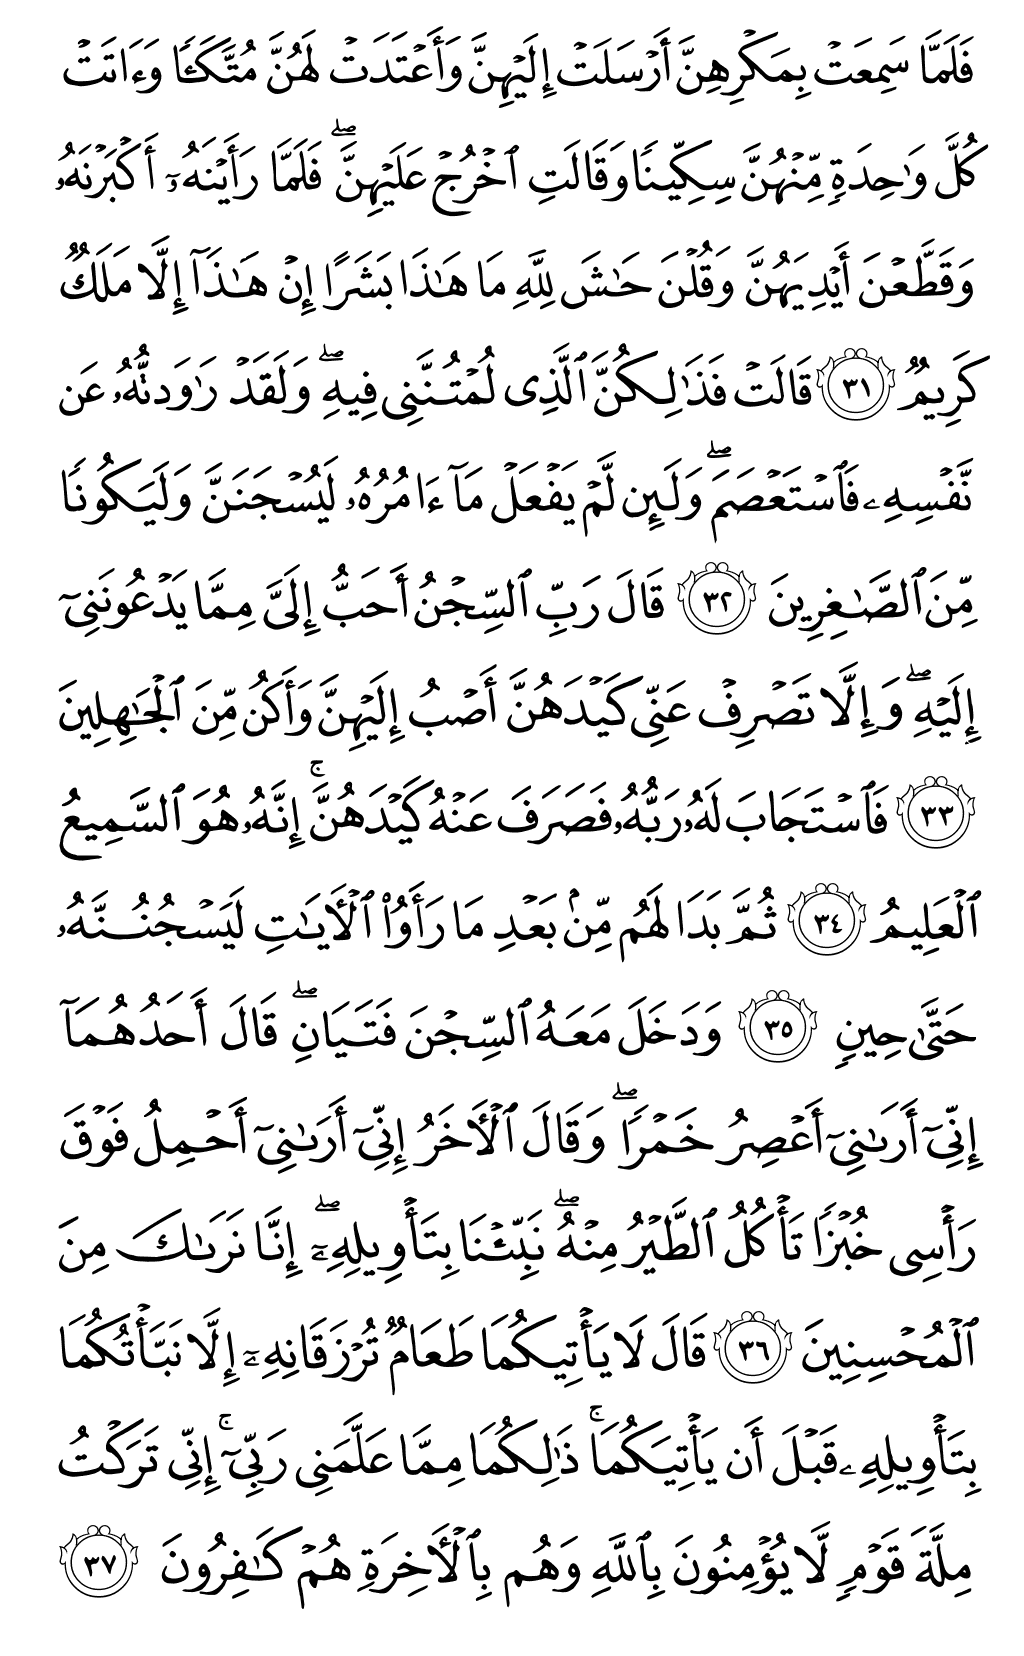 فَلَمَّا سَمِعَتۡ بِمَكۡرِهِنَّ أَرۡسَلَتۡ إِلَيۡهِنَّ وَأَعۡتَدَتۡ لَهُنَّ مُتَّكَـٔٗا وَءَاتَتۡ
كُلَّ وَٰحِدَةٖ مِّنۡهُنَّ سِكِّينٗا وَقَالَتِ ٱخۡرُجۡ عَلَيۡهِنَّۖ فَلَمَّا رَأَيۡنَهُۥٓ أَكۡبَرۡنَهُۥ
وَقَطَّعۡنَ أَيۡدِيَهُنَّ وَقُلۡنَ حَٰشَ لِلَّهِ مَا هَٰذَا بَشَرًا إِنۡ هَٰذَآ إِلَّا مَلَكٞ
كَرِيمٞ ٣١ قَالَتۡ فَذَٰلِكُنَّ ٱلَّذِي لُمۡتُنَّنِي فِيهِۖ وَلَقَدۡ رَٰوَدتُّهُۥ عَن
نَّفۡسِهِۦ فَٱسۡتَعۡصَمَۖ وَلَئِن لَّمۡ يَفۡعَلۡ مَآ ءَامُرُهُۥ لَيُسۡجَنَنَّ وَلَيَكُونٗا
مِّنَ ٱلصَّٰغِرِينَ ٣٢ قَالَ رَبِّ ٱلسِّجۡنُ أَحَبُّ إِلَيَّ مِمَّا يَدۡعُونَنِيٓ
إِلَيۡهِۖ وَإِلَّا تَصۡرِفۡ عَنِّي كَيۡدَهُنَّ أَصۡبُ إِلَيۡهِنَّ وَأَكُن مِّنَ ٱلۡجَٰهِلِينَ
٣٣ فَٱسۡتَجَابَ لَهُۥ رَبُّهُۥ فَصَرَفَ عَنۡهُ كَيۡدَهُنَّۚ إِنَّهُۥ هُوَ ٱلسَّمِيعُ
ٱلۡعَلِيمُ ٣٤ ثُمَّ بَدَا لَهُم مِّنۢ بَعۡدِ مَا رَأَوُاْ ٱلۡأٓيَٰتِ لَيَسۡجُنُنَّهُۥ
حَتَّىٰ حِينٖ ٣٥ وَدَخَلَ مَعَهُ ٱلسِّجۡنَ فَتَيَانِۖ قَالَ أَحَدُهُمَآ
إِنِّيٓ أَرَىٰنِيٓ أَعۡصِرُ خَمۡرٗاۖ وَقَالَ ٱلۡأٓخَرُ إِنِّيٓ أَرَىٰنِيٓ أَحۡمِلُ فَوۡقَ
رَأۡسِي خُبۡزٗا تَأۡكُلُ ٱلطَّيۡرُ مِنۡهُۖ نَبِّئۡنَا بِتَأۡوِيلِهِۦٓۖ إِنَّا نَرَىٰكَ مِنَ
ٱلۡمُحۡسِنِينَ ٣٦ قَالَ لَا يَأۡتِيكُمَا طَعَامٞ تُرۡزَقَانِهِۦٓ إِلَّا نَبَّأۡتُكُمَا
بِتَأۡوِيلِهِۦ قَبۡلَ أَن يَأۡتِيَكُمَاۚ ذَٰلِكُمَا مِمَّا عَلَّمَنِي رَبِّيٓۚ إِنِّي تَرَكۡتُ
مِلَّةَ قَوۡمٖ لَّا يُؤۡمِنُونَ بِٱللَّهِ وَهُم بِٱلۡأٓخِرَةِ هُمۡ كَٰفِرُونَ ٣٧